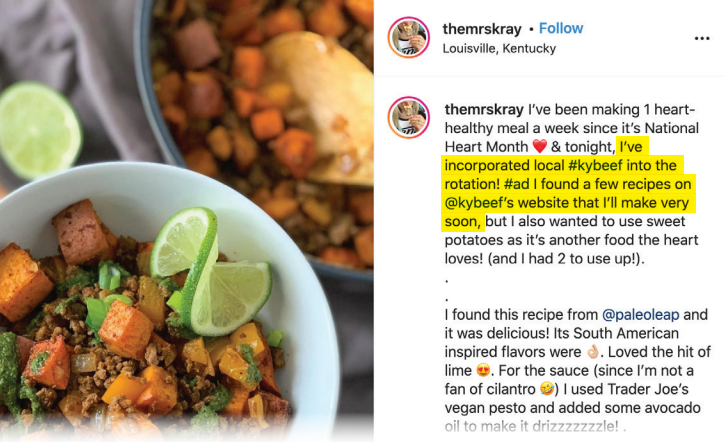 themrskray • Follow
Louisville, Kentucky
themrskray I've been making 1 heart-
healthy meal a week since it's National
Heart Month ❤️ & tonight, I've
incorporated local #kybeef into the
rotation! #ad I found a few recipes on
@kybeef's website that I'll make very
soon, but I also wanted to use sweet
potatoes as it's another food the heart
loves! (and I had 2 to use up!).
.
.
I found this recipe from @paleoleap and
it was delicious! Its South American
inspired flavors were 👌🏼. Loved the hit of
lime 😍. For the sauce (since I'm not a
fan of cilantro 🤣) I used Trader Joe's
vegan pesto and added some avocado
oil to make it drizzzzzzzle! .